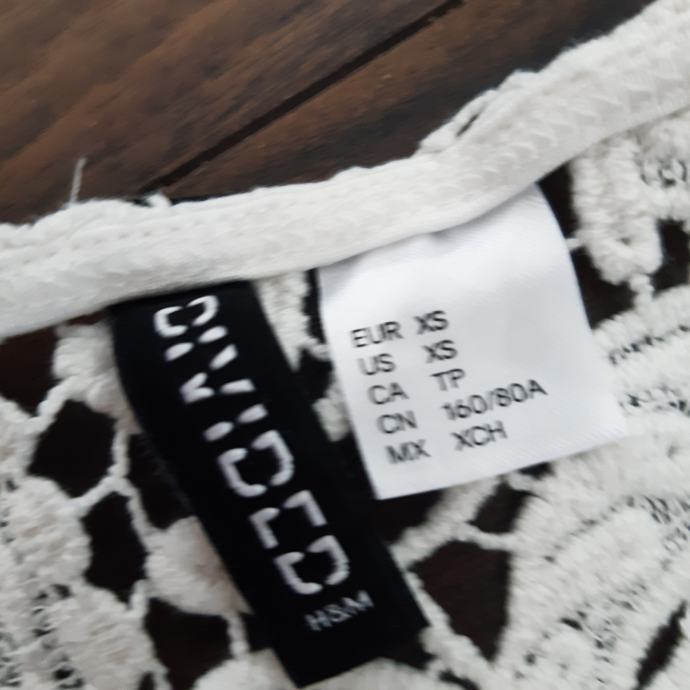 DIVIDED
H&M
EUR XS
US XS
CA TP
CN 160/80A
MX XCH